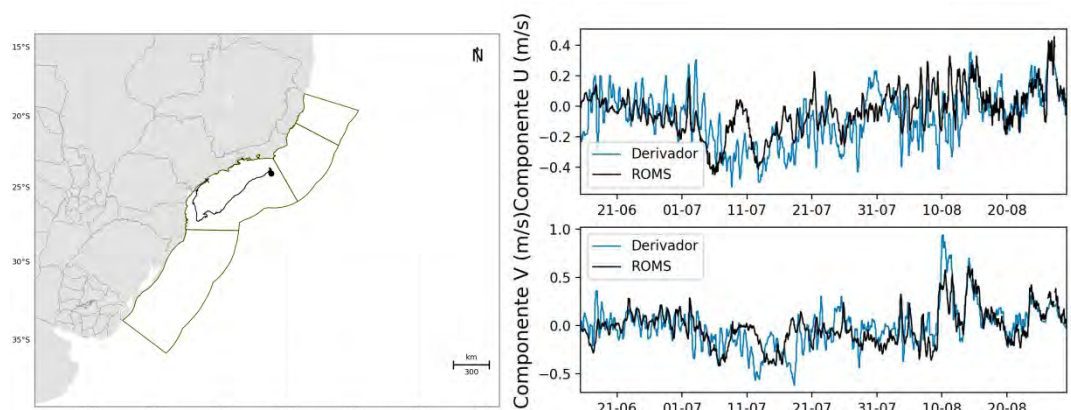 15°S
20°S
25°S
30°S
35°S
N
km
300
Componente U (m/s)
0.4
0.2
0.0
−0.2
−0.4
Derivador
ROMS
21-06
01-07
11-07
21-07
31-07
10-08
20-08
Componente V (m/s)
1.0
0.5
0.0
−0.5
Derivador
ROMS
21-06
01-07
11-07
21-07
31-07
10-08
20-08